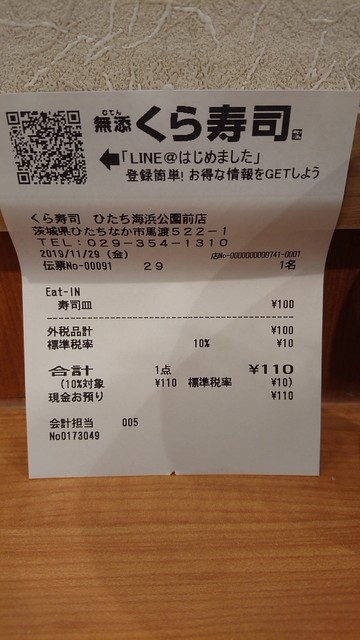 むてん
無添くら寿司
「LINE@はじめました」
登録簡単! お得な情報をGETしよう
くら寿司 ひたち海浜公園前店
茨城県ひたちなか市馬渡522-1
TEL:029-354-1310
2019/11/29 (金) 店No-0000000000741-0001
伝票No-00091 29 1名
Eat-IN
寿司皿 ¥100
外税品計 ¥100
標準税率 10% ¥10
合計 1点 ¥110
(10%対象 ¥110 標準税率 ¥10)
現金お預り ¥110
会計担当 005
No0173049